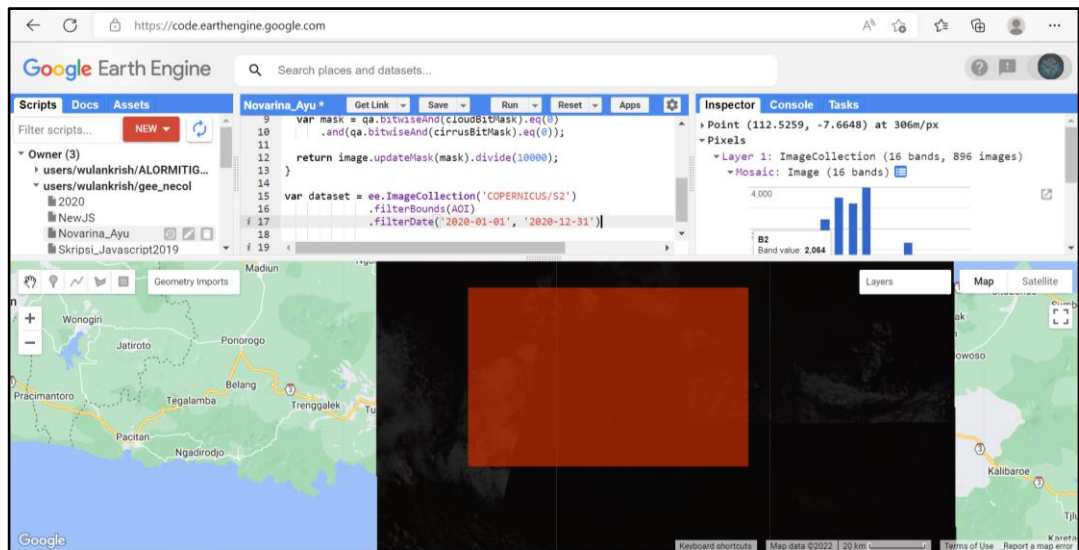 https://code.earthengine.google.com
Google Earth Engine
Search places and datasets...
Scripts Docs Assets
Filter scripts...
NEW
Owner (3)
users/wulankrish/ALORMITIG...
users/wulankrish/gee_necol
2020
NewJS
Novarina_Ayu
Skripsi_Javascript2019
Novarina_Ayu *
Get Link
Save
Run
Reset
Apps
9 var mask = qa.bitwiseAnd(cloudBitMask).eq(0)
10 .and(qa.bitwiseAnd(cirrusBitMask).eq(0));
11
12 return image.updateMask(mask).divide(10000);
13 }
14
15 var dataset = ee.ImageCollection('COPERNICUS/S2')
16 .filterBounds(AOI)
i 17 .filterDate('2020-01-01', '2020-12-31')
18
i 19
Inspector Console Tasks
Point (112.5259, -7.6648) at 306m/px
Pixels
Layer 1: ImageCollection (16 bands, 896 images)
Mosaic: Image (16 bands)
4,000
B2
Band value: 2,064
Geometry Imports
Madiun
Layers
Map Satellite
Wonogiri
Jatiroto
Ponorogo
owoso
Belang
3
Pracimantoro
Tegalamba
Trenggalek
Tu
Pacitan
Ngadirodjo
3
Kalibaroe
3
Tjlu
Kareta
Google
Keyboard shortcuts
Map data ©2022
20 km
Terms of Use
Report a map error